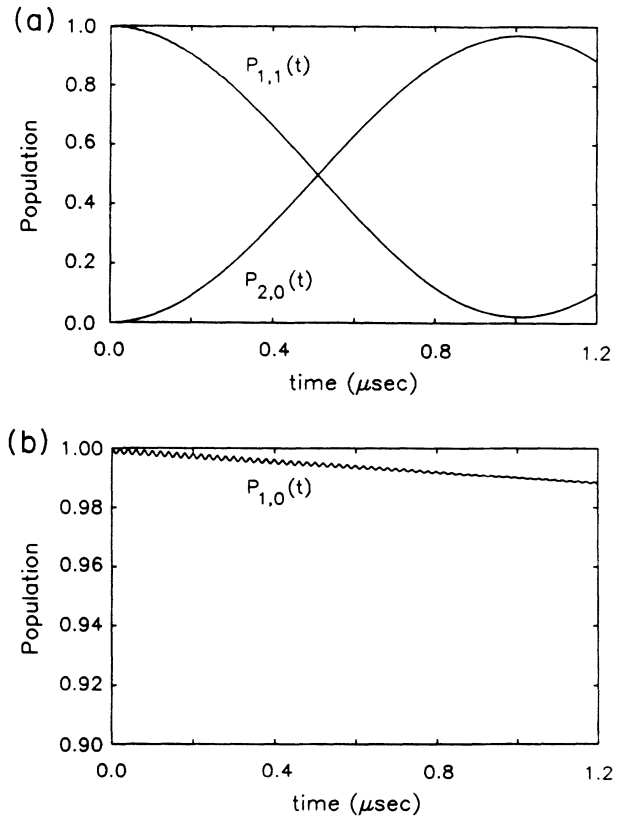 (a)
1.0
0.8
0.6
0.4
0.2
0.0
Population
P1,1(t)
P2,0(t)
0.0 0.4 0.8 1.2
time (μsec)
(b)
1.00
0.98
0.96
0.94
0.92
0.90
Population
P1,0(t)
0.0 0.4 0.8 1.2
time (μsec)